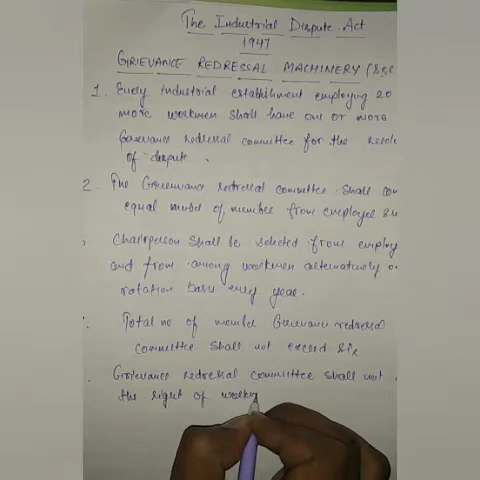 The Industrial Dispute Act
1947
GRIEVANCE REDRESSAL MACHINERY
1. Every industrial establishment employing 20
more workmen shall have one or more
Grievance redressal committee for the
of dispute.
2. The Grievance redressal committee shall
equal of member from employer
Chairperson shall be selected from employ
and from among workmen alternatively
rotation basis every year.
Total no of member Grievance redressal
committee shall not exceed six
Grievance redressal committee shall not
the right of workm